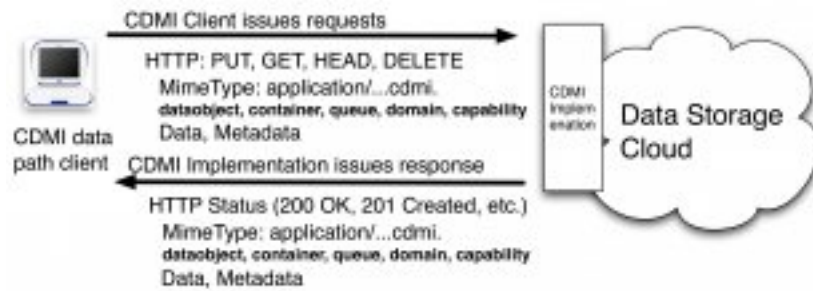 CDMI Client issues requests
HTTP: PUT, GET, HEAD, DELETE
MimeType: application/...cdmi.
dataobject, container, queue, domain, capability
Data, Metadata
CDMI data
path client
CDMI Implementation issues response
HTTP Status (200 OK, 201 Created, etc.)
MimeType: application/...cdmi.
dataobject, container, queue, domain, capability
Data, Metadata
CDMI
Implem
enation
Data Storage
Cloud